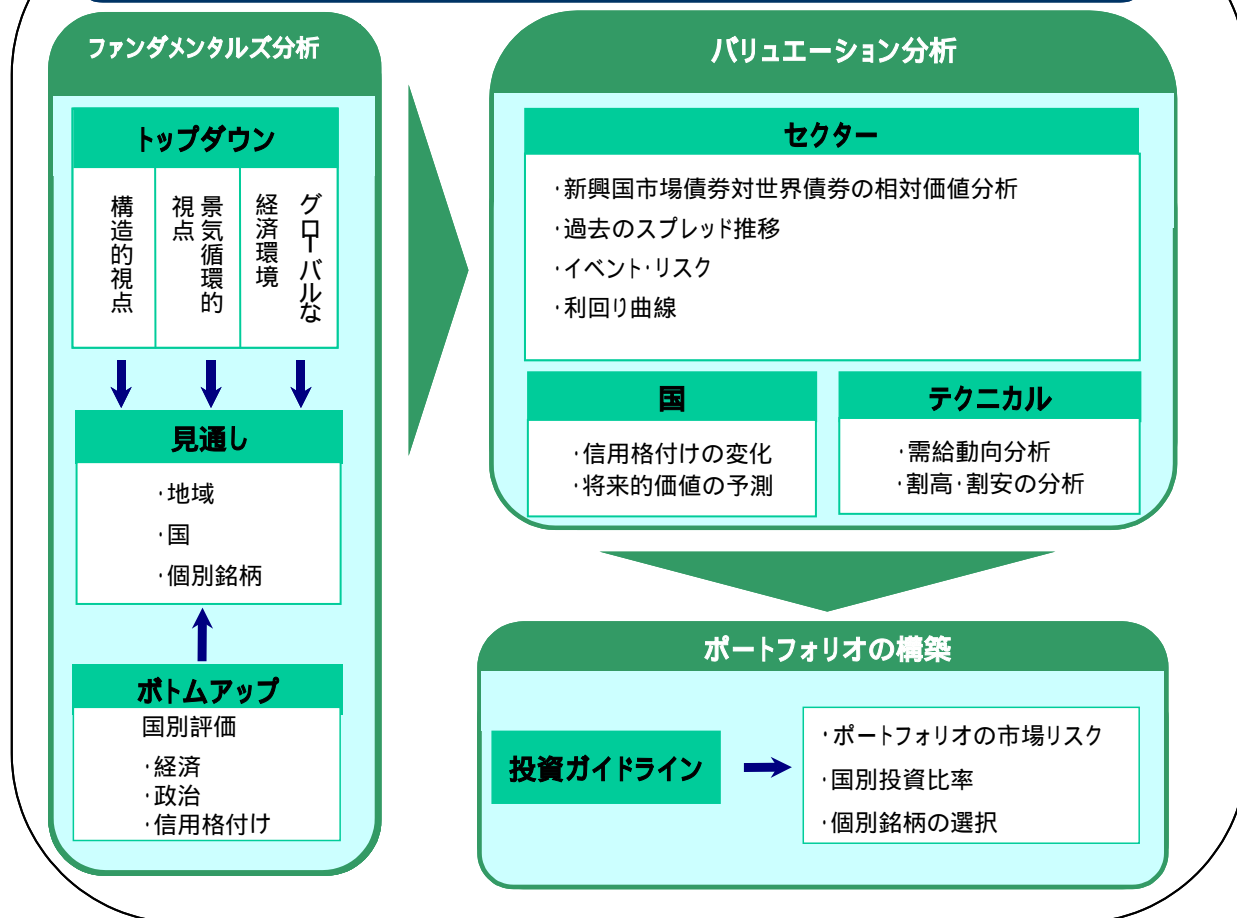 ファンダメンタルズ分析
トップダウン
構造的視点
景気循環的
視点
グローバルな
経済環境
見通し
・地域
・国
・個別銘柄
ボトムアップ
国別評価
・経済
・政治
・信用格付け
バリュエーション分析
セクター
・新興国市場債券対世界債券の相対価値分析
・過去のスプレッド推移
・イベント・リスク
・利回り曲線
国
・信用格付けの変化
・将来的価値の予測
テクニカル
・需給動向分析
・割高・割安の分析
ポートフォリオの構築
投資ガイドライン
・ポートフォリオの市場リスク
・国別投資比率
・個別銘柄の選択